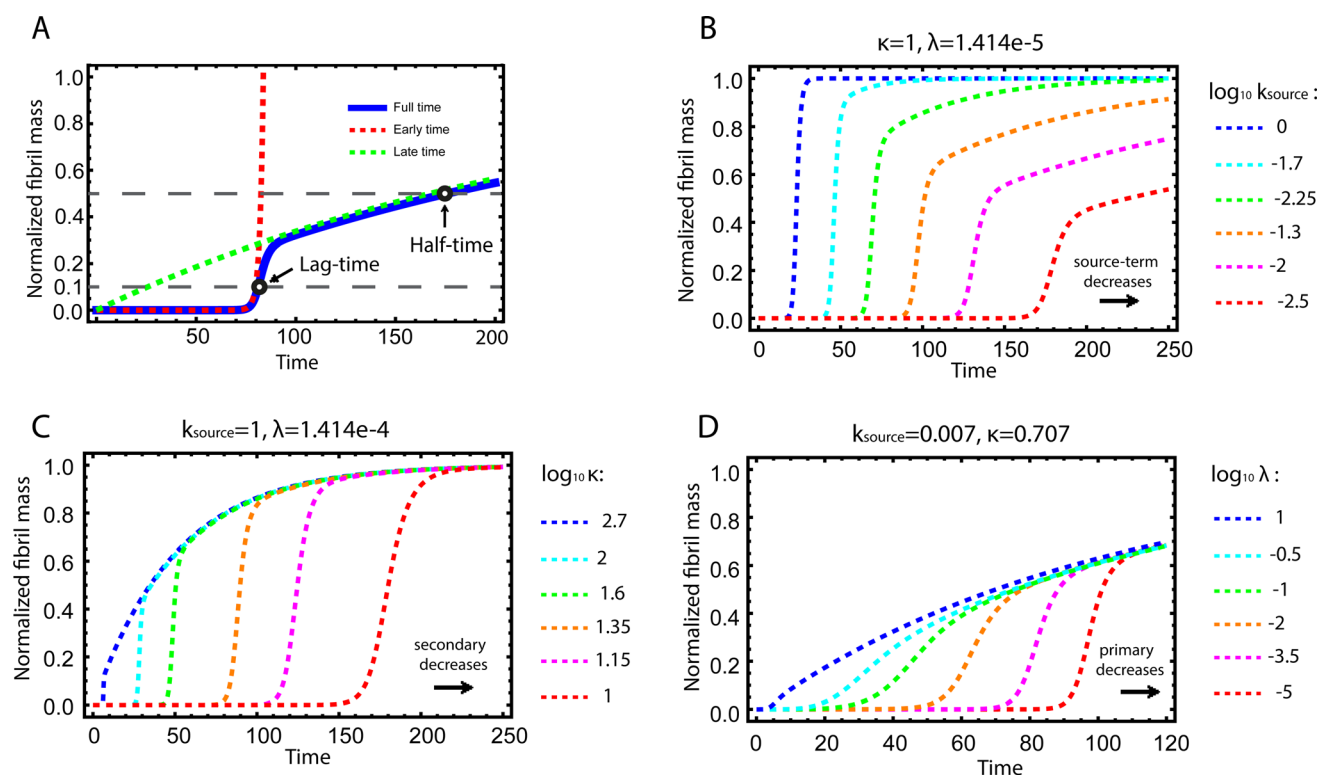 A
Normalized fibril mass
1.0
0.8
0.6
0.4
0.2
0.1
0.0
Full time
Early time
Late time
Half-time
Lag-time
50
100
150
200
Time
B
κ=1, λ=1.414e-5
Normalized fibril mass
1.0
0.8
0.6
0.4
0.2
0.0
source-term
decreases
0
50
100
150
200
250
Time
log₁₀ ksource :
0
-1.7
-2.25
-1.3
-2
-2.5
C
ksource=1, λ=1.414e-4
Normalized fibril mass
1.0
0.8
0.6
0.4
0.2
0.0
secondary
decreases
0
50
100
150
200
250
Time
log₁₀ κ:
2.7
2
1.6
1.35
1.15
1
D
ksource=0.007, κ=0.707
Normalized fibril mass
1.0
0.8
0.6
0.4
0.2
0.0
primary
decreases
0
20
40
60
80
100
120
Time
log₁₀ λ :
1
-0.5
-1
-2
-3.5
-5